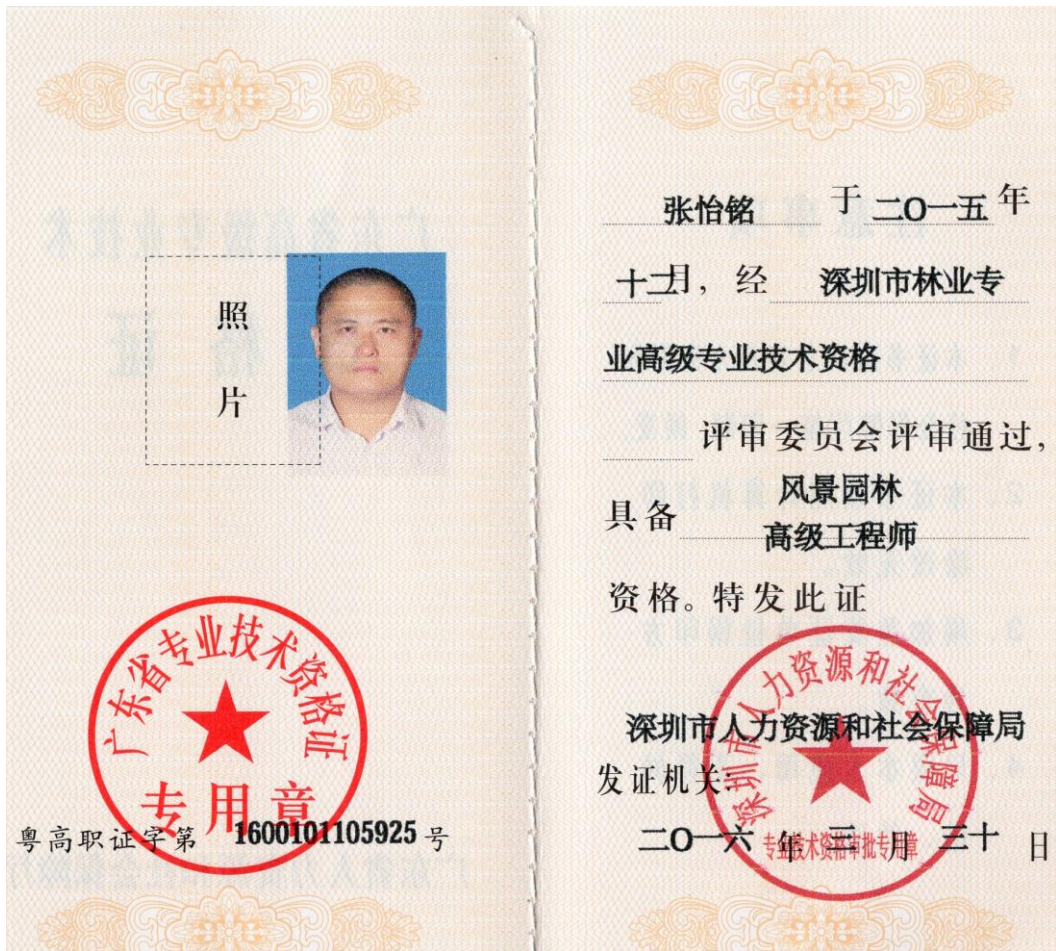 照
片
广东省专业技术资格证
专用章
粤高职证字第 1600101105925 号
张怡铭 于 二〇一五 年
十二月，经 深圳市林业专
业高级专业技术资格
评审委员会评审通过，
具备 风景园林
高级工程师
资格。特发此证
深圳市人力资源和社会保障局
发证机关：
二〇一六 年 三 月 三十 日
深圳市人力资源和社会保障局
专业技术资格审批专用章